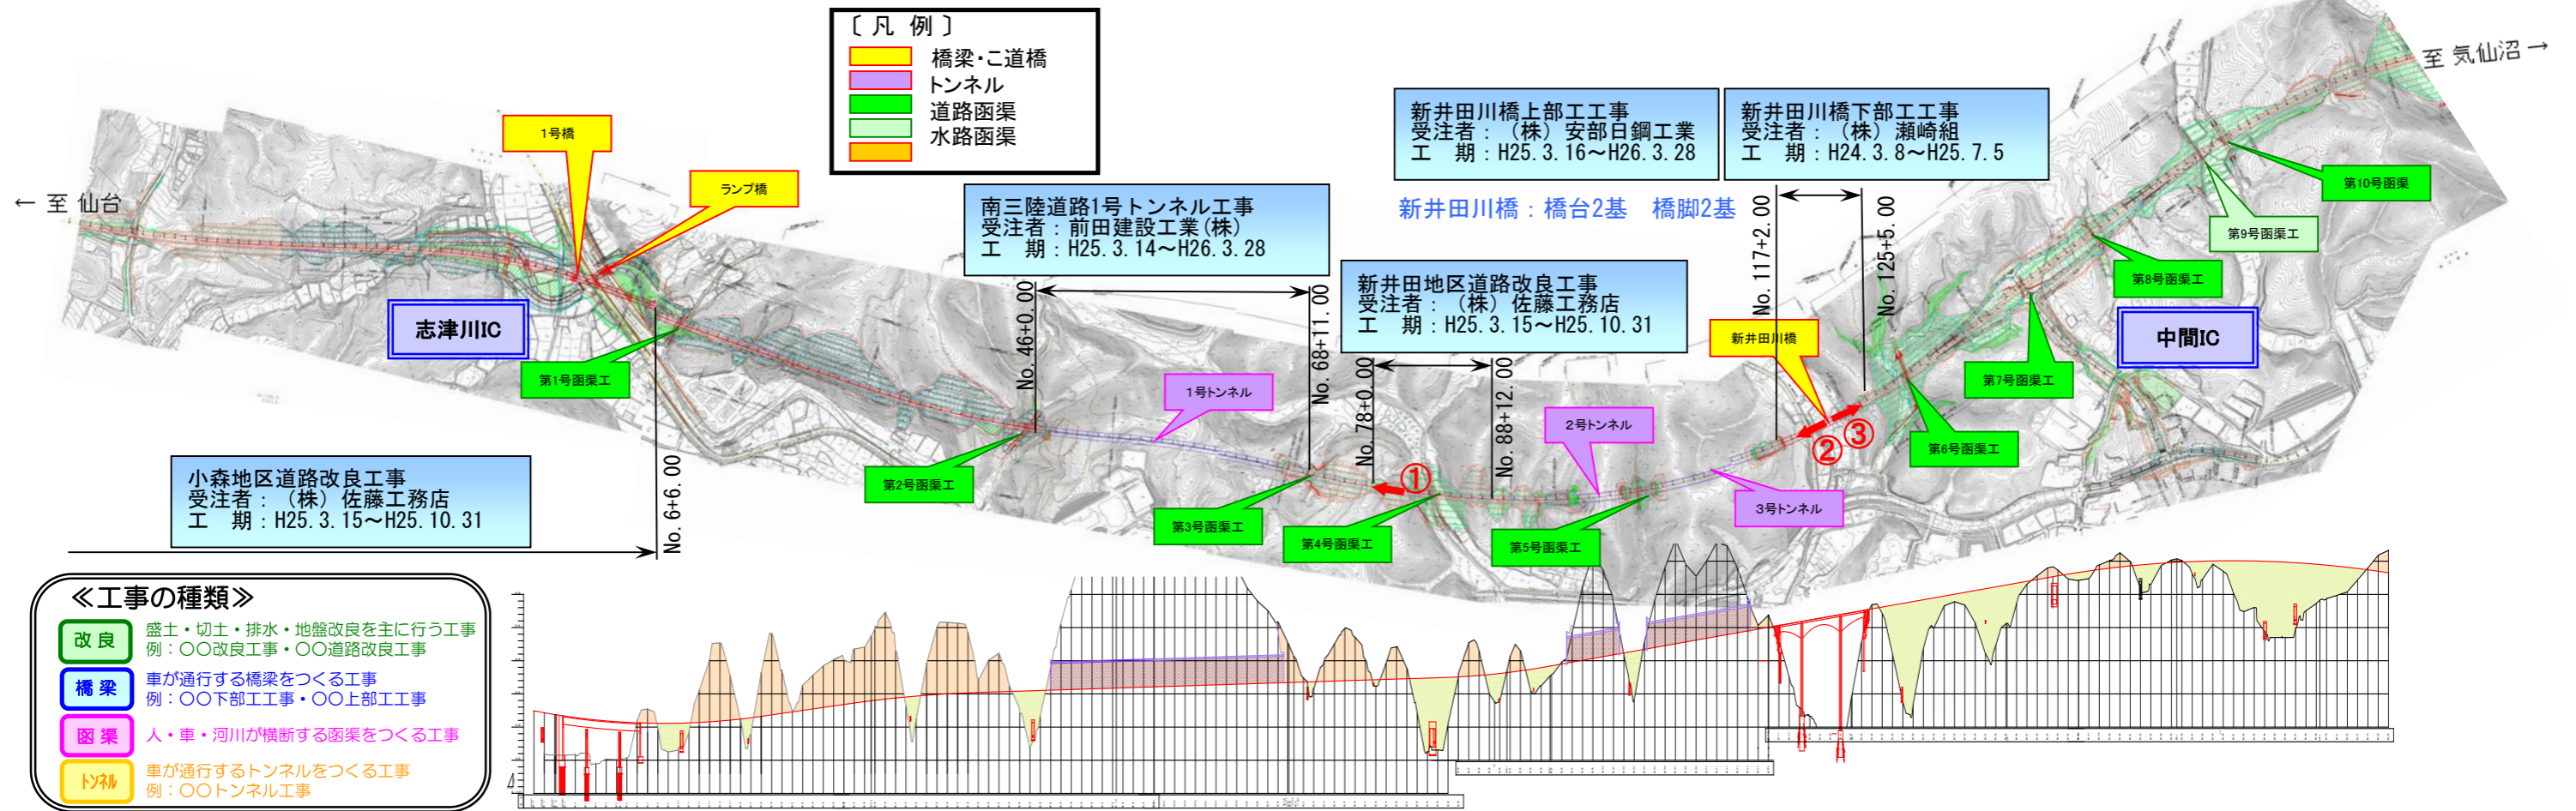 〔 凡 例 〕
橋梁・こ道橋
トンネル
道路函渠
水路函渠
至 気仙沼 →
← 至 仙台
1号橋
ランプ橋
志津川IC
第1号函渠工
南三陸道路1号トンネル工事
受注者：前田建設工業(株)
工　期：H25.3.14～H26.3.28
新井田川橋上部工工事
受注者：（株）安部日鋼工業
工　期：H25.3.16～H26.3.28
新井田川橋下部工工事
受注者：（株）瀬崎組
工　期：H24.3.8～H25.7.5
新井田川橋：橋台2基　橋脚2基
新井田地区道路改良工事
受注者：（株）佐藤工務店
工　期：H25.3.15～H25.10.31
小森地区道路改良工事
受注者：（株）佐藤工務店
工　期：H25.3.15～H25.10.31
No.6+6.00
No.46+0.00
No.68+11.00
No.78+0.00
No.88+12.00
No.117+2.00
No.125+5.00
第2号函渠工
1号トンネル
第3号函渠工
①
第4号函渠工
第5号函渠工
2号トンネル
3号トンネル
新井田川橋
②
③
第6号函渠工
第7号函渠工
第8号函渠工
第9号函渠工
第10号函渠
中間IC
≪工事の種類≫
改良
盛土・切土・排水・地盤改良を主に行う工事
例：〇〇改良工事・〇〇道路改良工事
橋梁
車が通行する橋梁をつくる工事
例：〇〇下部工工事・〇〇上部工工事
函渠
人・車・河川が横断する函渠をつくる工事
トンネル
車が通行するトンネルをつくる工事
例：〇〇トンネル工事